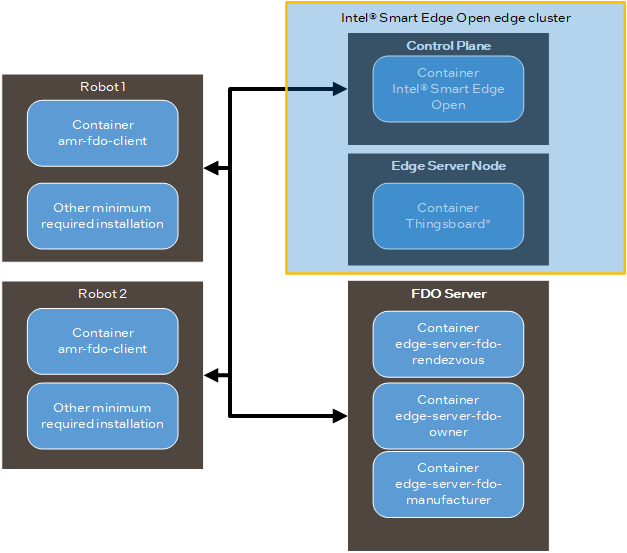 Intel® Smart Edge Open edge cluster
Control Plane
Container
Intel® Smart Edge
Open
Edge Server Node
Container
Thingsboard*
Robot 1
Container
amr-fdo-client
Other minimum
required installation
Robot 2
Container
amr-fdo-client
Other minimum
required installation
FDO Server
Container
edge-server-fdo-
rendezvous
Container
edge-server-fdo-
owner
Container
edge-server-fdo-
manufacturer